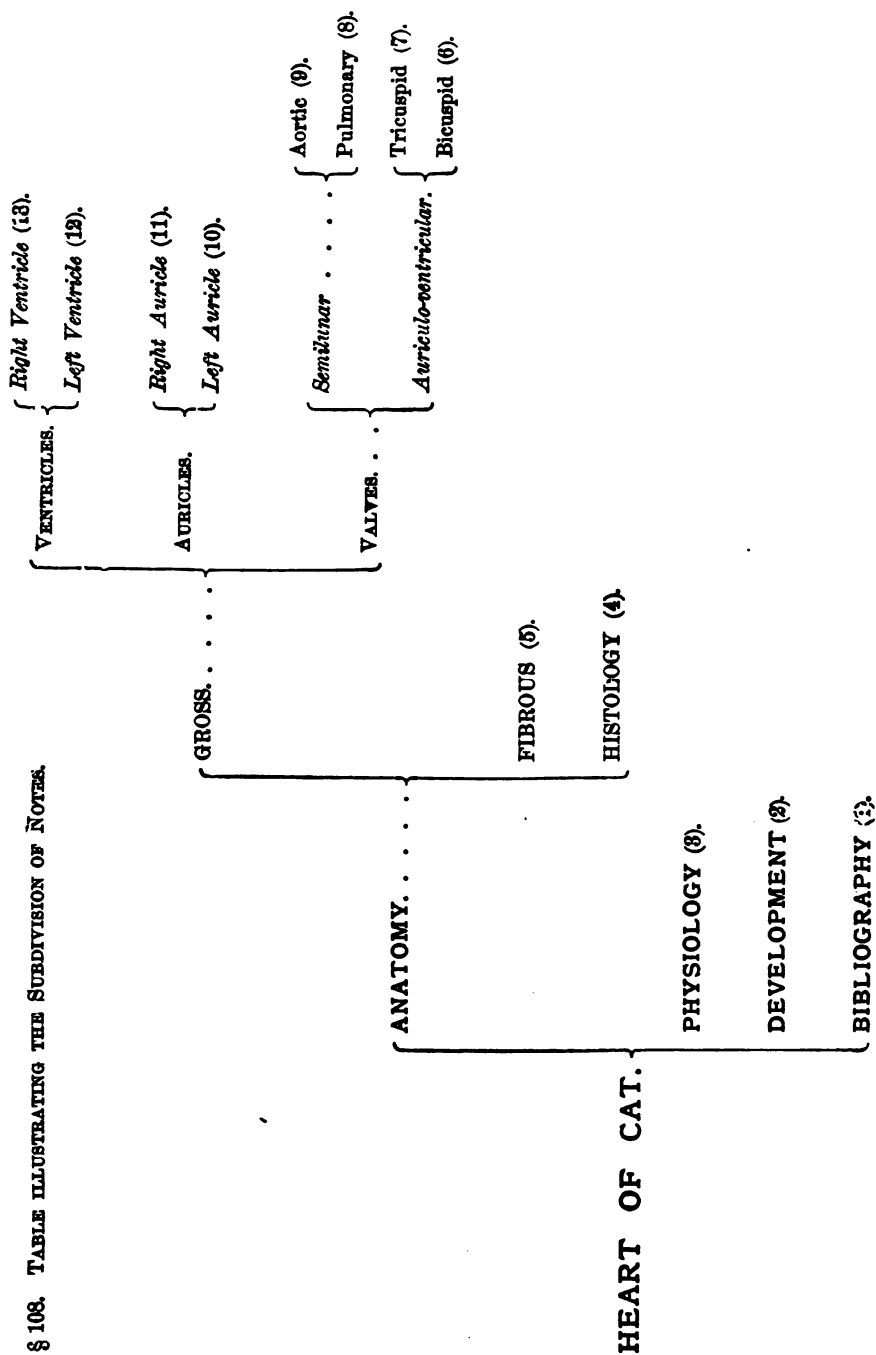 § 108. TABLE ILLUSTRATING THE SUBDIVISION OF NOTES.
HEART OF CAT.
ANATOMY. . . . .
GROSS. . . . .
VENTRICLES.
Right Ventricle (13).
Left Ventricle (12).
AURICLES.
Right Auricle (11).
Left Auricle (10).
VALVES. . .
Semilunar . . . . .
Aortic (9).
Pulmonary (8).
Auriculo-ventricular.
Tricuspid (7).
Bicuspid (6).
FIBROUS (5).
HISTOLOGY (4).
PHYSIOLOGY (3).
DEVELOPMENT (2).
BIBLIOGRAPHY (1).